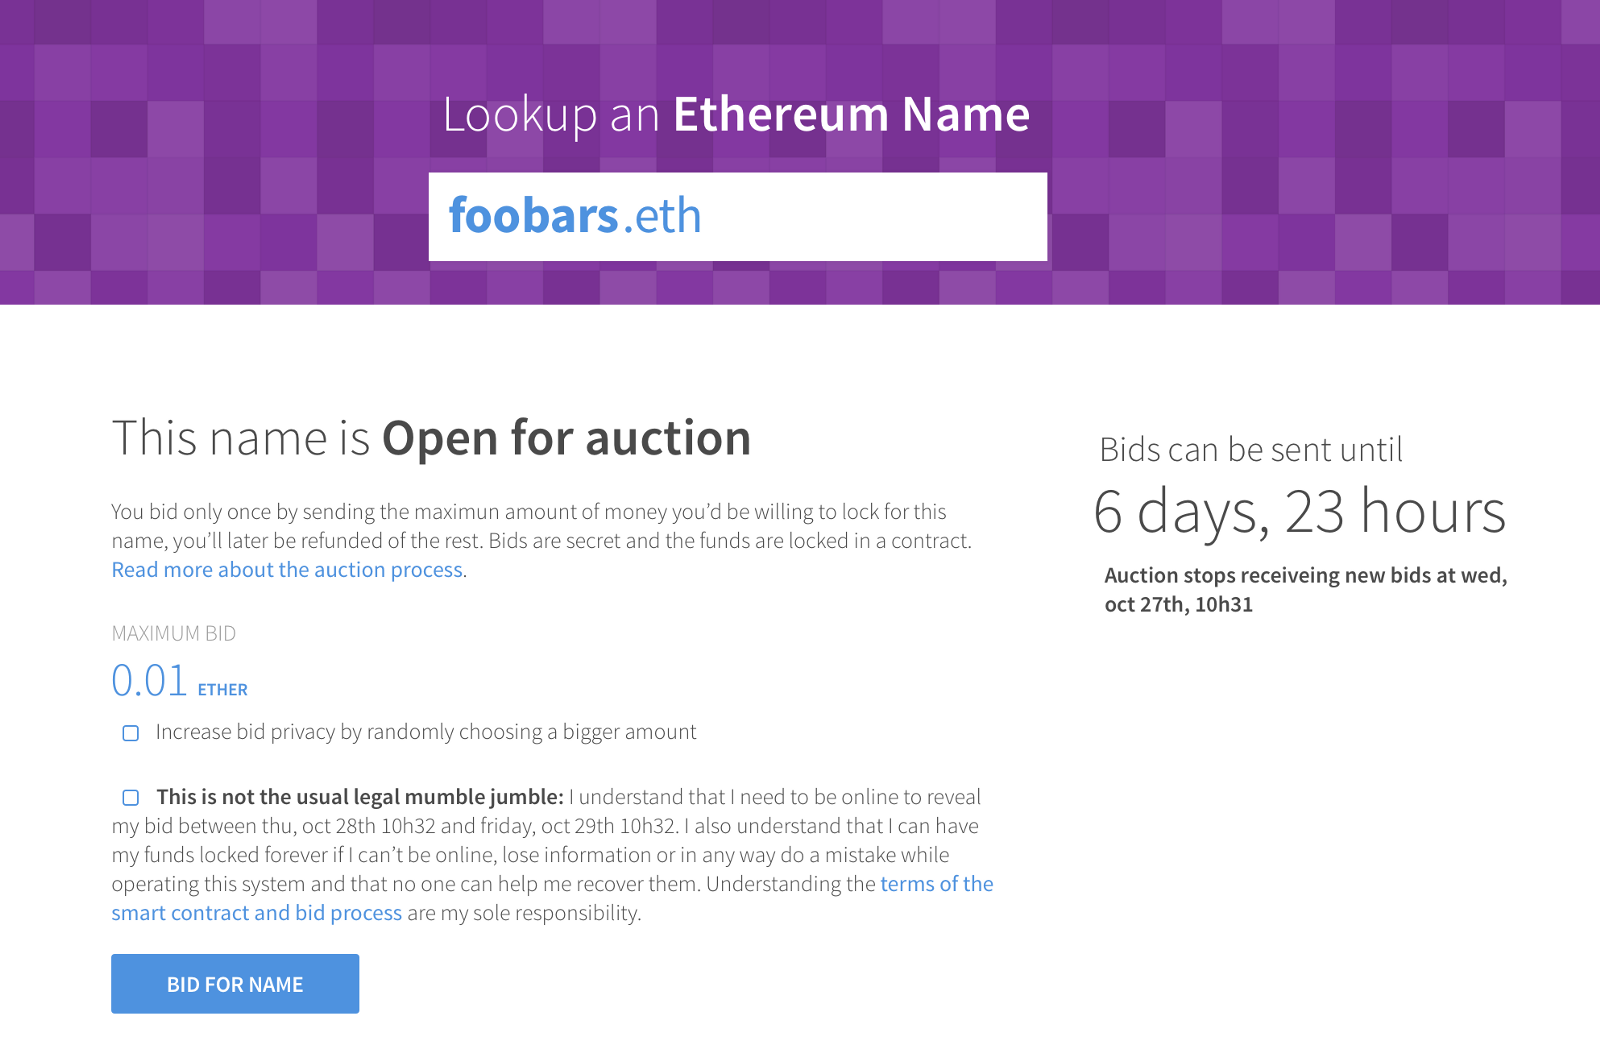 Lookup an Ethereum Name
foobars.eth
This name is Open for auction
You bid only once by sending the maximun amount of money you’d be willing to lock for this
name, you’ll later be refunded of the rest. Bids are secret and the funds are locked in a contract.
Read more about the auction process.
MAXIMUM BID
0.01 ETHER
Increase bid privacy by randomly choosing a bigger amount
This is not the usual legal mumble jumble: I understand that I need to be online to reveal
my bid between thu, oct 28th 10h32 and friday, oct 29th 10h32. I also understand that I can have
my funds locked forever if I can’t be online, lose information or in any way do a mistake while
operating this system and that no one can help me recover them. Understanding the terms of the
smart contract and bid process are my sole responsibility.
BID FOR NAME
Bids can be sent until
6 days, 23 hours
Auction stops receiveing new bids at wed,
oct 27th, 10h31